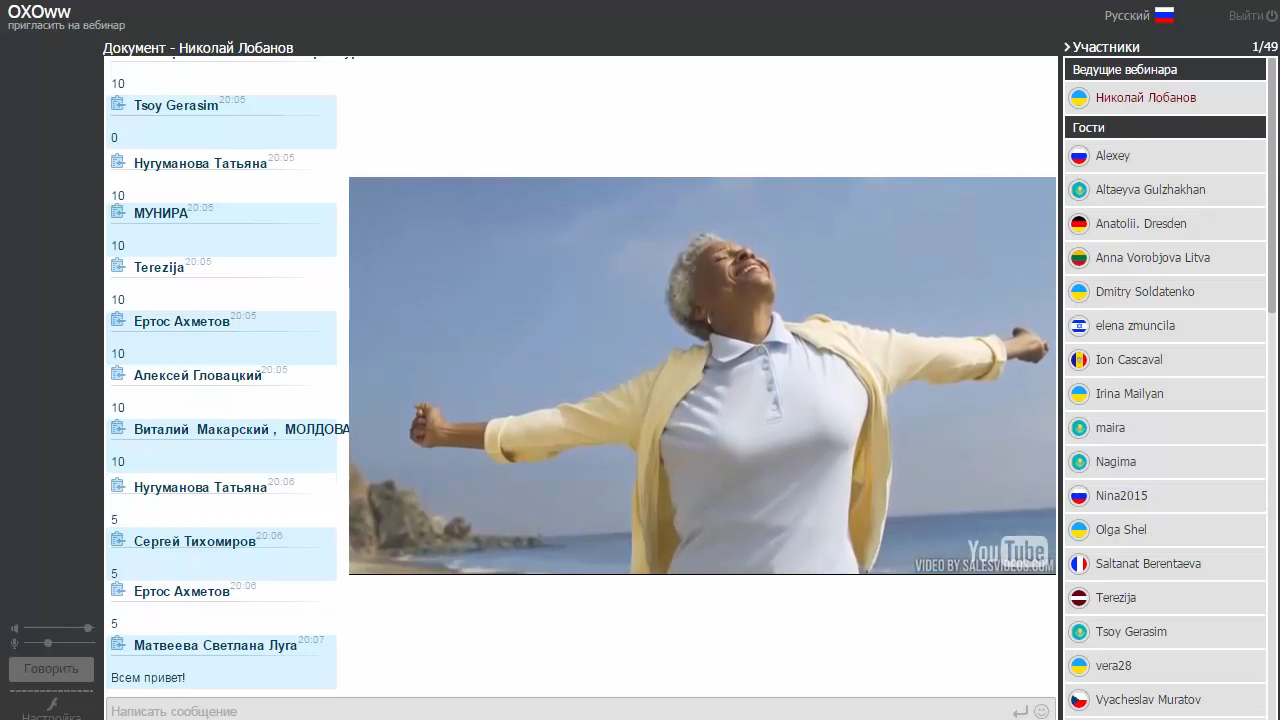 OXOww
пригласить на вебинар
Русский
Выйти
Документ - Николай Лобанов
10
Tsoy Gerasim 20:05
0
Нугуманова Татьяна 20:05
10
МУНИРА 20:05
10
Terezija 20:05
10
Ертос Ахметов 20:05
10
Алексей Гловацкий 20:05
10
Виталий Макарский , МОЛДОВА
10
Нугуманова Татьяна 20:06
5
Сергей Тихомиров 20:06
5
Ертос Ахметов 20:06
5
Матвеева Светлана Луга 20:07
Всем привет!
Написать сообщение
Говорить
Настройка
YouTube
VIDEO BY SALESVIDEOS.COM
Участники 1/49
Ведущие вебинара
Николай Лобанов
Гости
Alexey
Altaeyva Gulzhakhan
Anatolii. Dresden
Anna Vorobjova Litva
Dmitry Soldatenko
elena zmuncila
Ion Cascaval
Irina Mailyan
maira
Nagima
Nina2015
Olga Shel
Saltanat Berentaeva
Terezija
Tsoy Gerasim
vera28
Vyacheslav Muratov